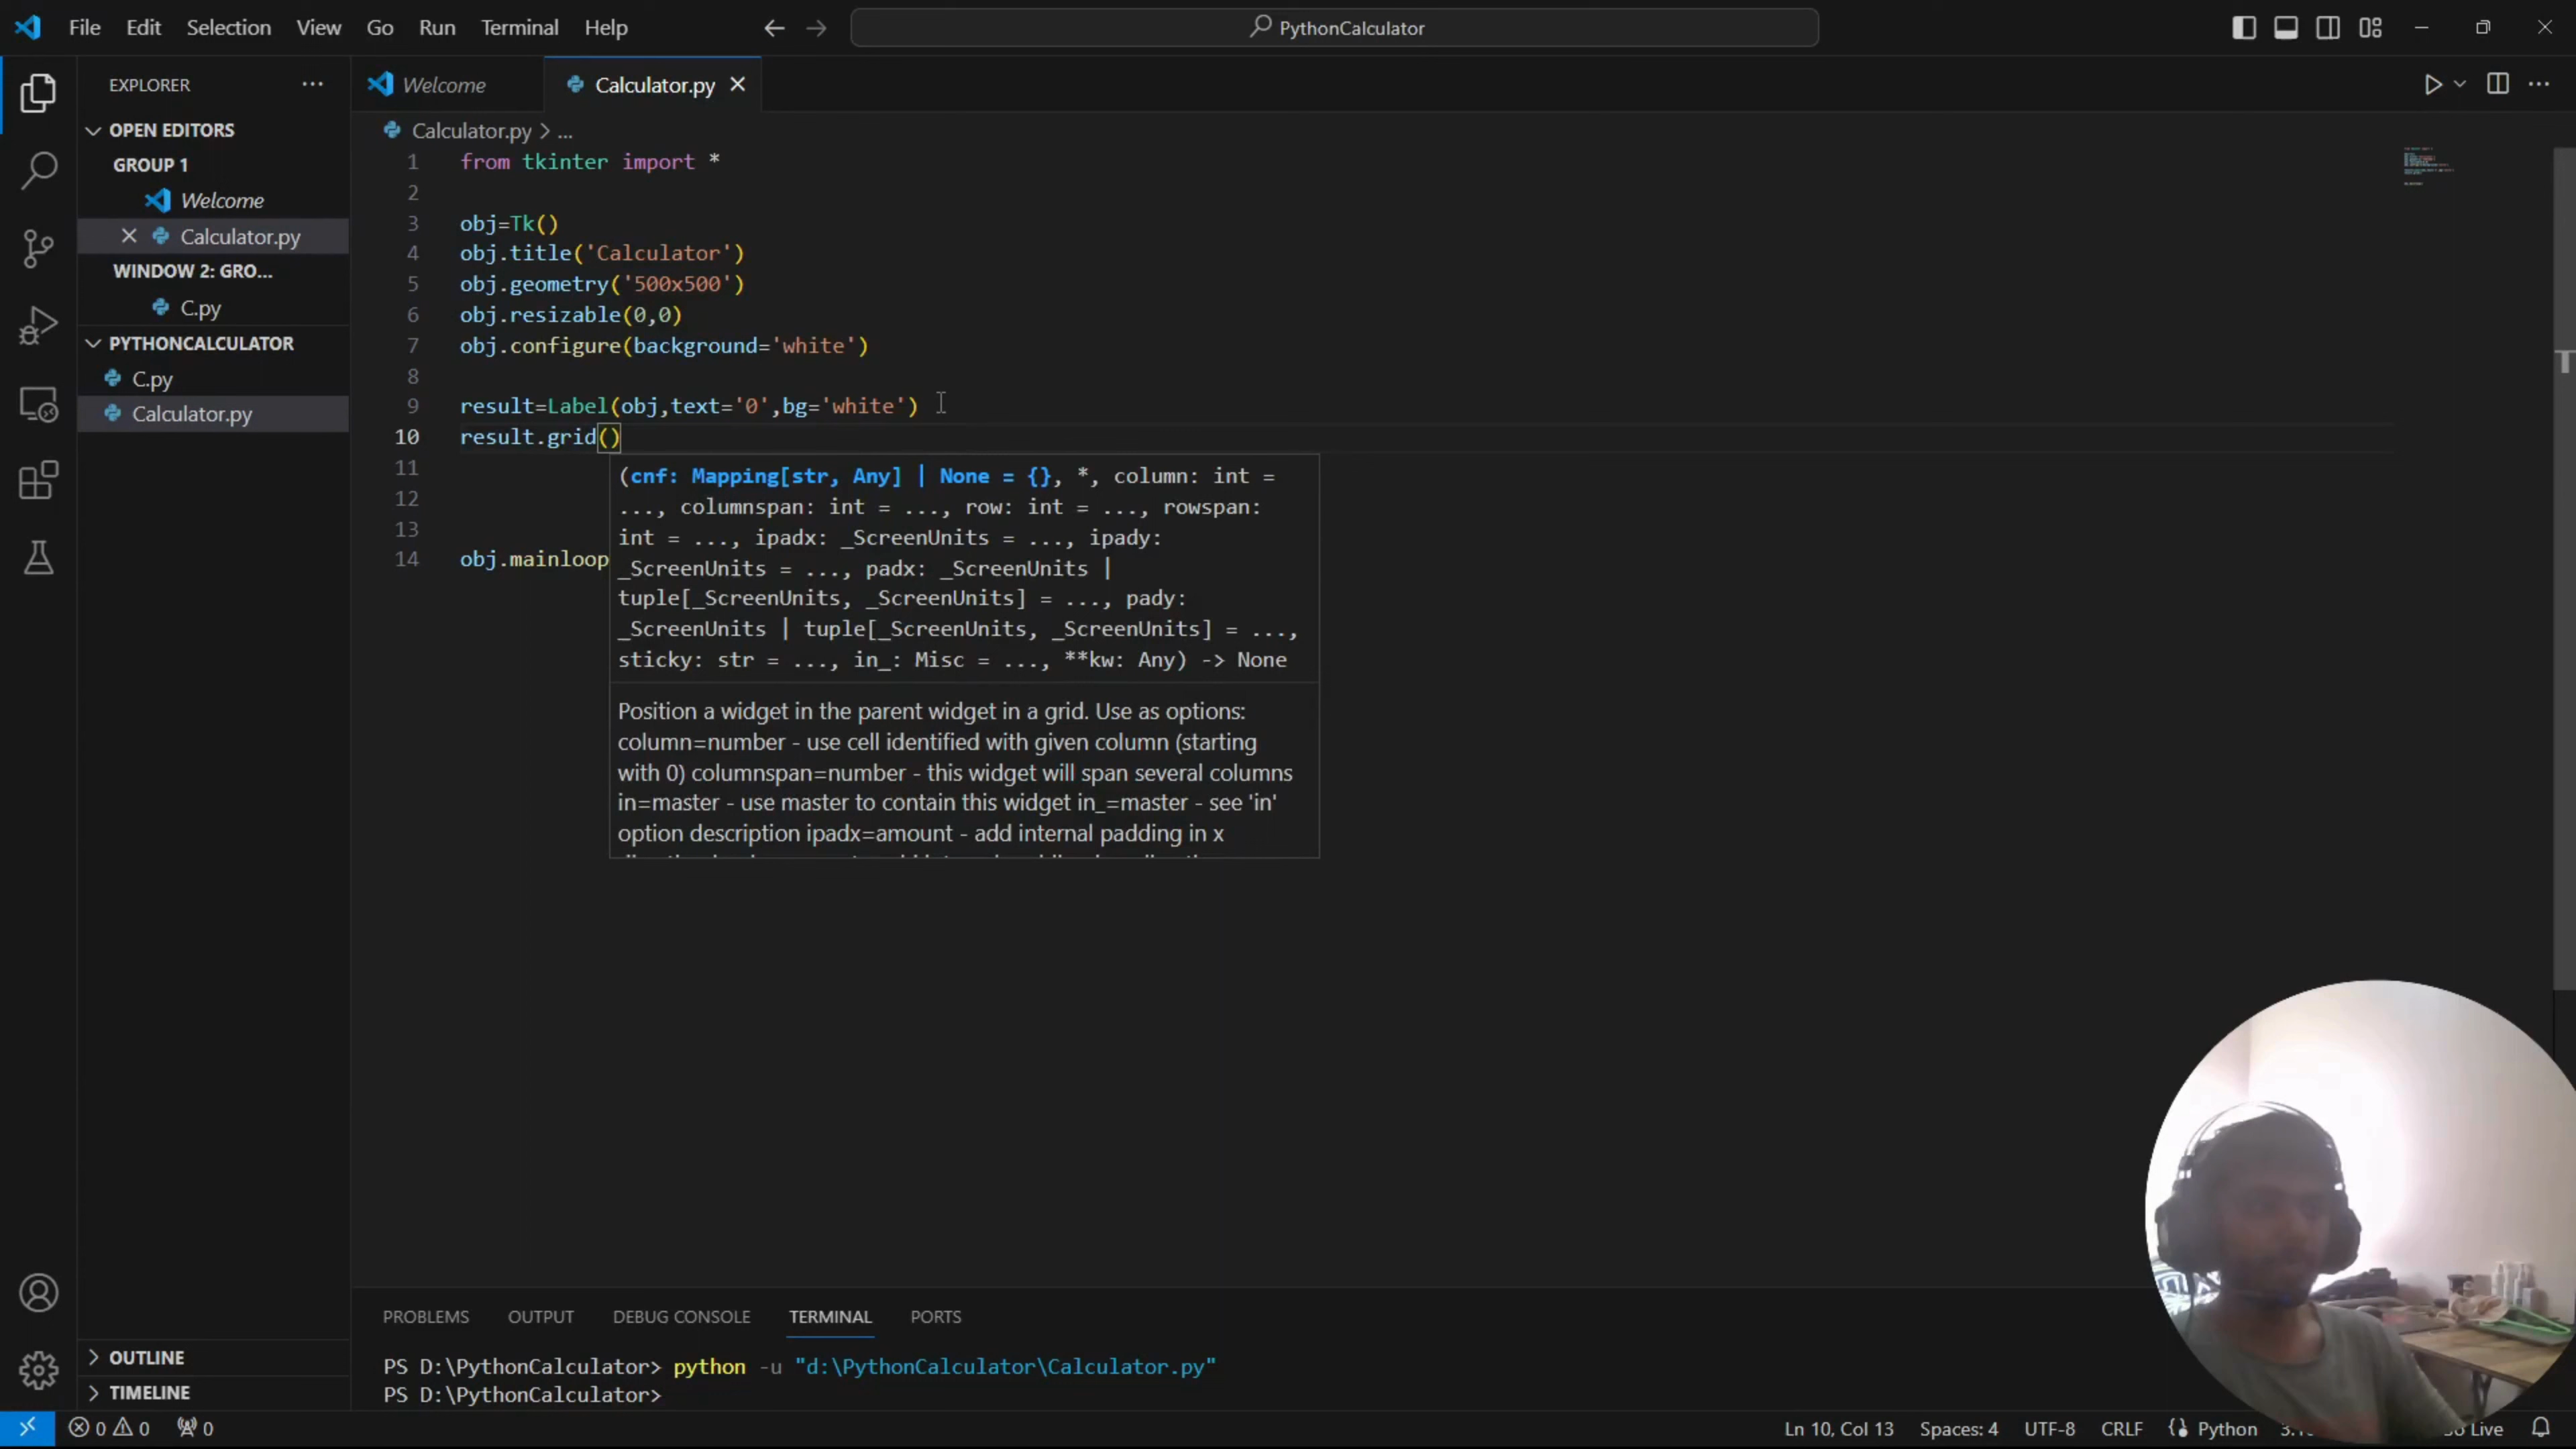 File Edit Selection View Go Run Terminal Help
PythonCalculator
EXPLORER
Welcome
Calculator.py
OPEN EDITORS
GROUP 1
Welcome
Calculator.py
WINDOW 2: GRO...
C.py
PYTHONCALCULATOR
C.py
Calculator.py
Calculator.py > ...
1 from tkinter import *
2
3 obj=Tk()
4 obj.title('Calculator')
5 obj.geometry('500x500')
6 obj.resizable(0,0)
7 obj.configure(background='white')
8
9 result=Label(obj,text='0',bg='white')
10 result.grid()
11
12
13
14 obj.mainloop
(cnf: Mapping[str, Any] | None = {}, *, column: int =
..., columnspan: int = ..., row: int = ..., rowspan:
int = ..., ipadx: _ScreenUnits = ..., ipady:
_ScreenUnits = ..., padx: _ScreenUnits |
tuple[_ScreenUnits, _ScreenUnits] = ..., pady:
_ScreenUnits | tuple[_ScreenUnits, _ScreenUnits] = ...,
sticky: str = ..., in_: Misc = ..., **kw: Any) -> None
Position a widget in the parent widget in a grid. Use as options:
column=number - use cell identified with given column (starting
with 0) columnspan=number - this widget will span several columns
in=master - use master to contain this widget in_=master - see 'in'
option description ipadx=amount - add internal padding in x
PROBLEMS OUTPUT DEBUG CONSOLE TERMINAL PORTS
PS D:\PythonCalculator> python -u "d:\PythonCalculator\Calculator.py"
PS D:\PythonCalculator>
OUTLINE
TIMELINE
0 0 0
Ln 10, Col 13 Spaces: 4 UTF-8 CRLF Python Live